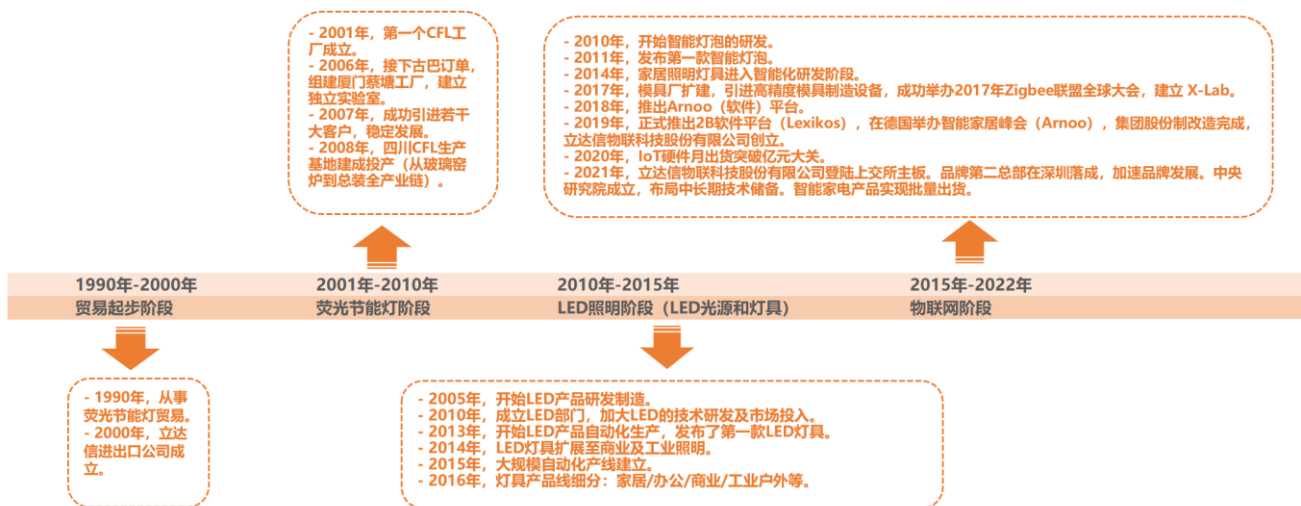 - 2001年，第一个CFL工
厂成立。
- 2006年，接下古巴订单，
组建厦门蔡塘工厂，建立
独立实验室。
- 2007年，成功引进若干
大客户，稳定发展。
- 2008年，四川CFL生产
基地建成投产（从玻璃窑
炉到总装全产业链）。
- 2010年，开始智能灯泡的研发。
- 2011年，发布第一款智能灯泡。
- 2014年，家居照明灯具进入智能化研发阶段。
- 2017年，模具厂扩建，引进高精度模具制造设备，成功举办2017年Zigbee联盟全球大会，建立 X-Lab。
- 2018年，推出Arnoo（软件）平台。
- 2019年，正式推出2B软件平台（Lexikos），在德国举办智能家居峰会（Arnoo），集团股份制改造完成，
立达信物联科技股份有限公司创立。
- 2020年，IoT硬件月出货突破亿元大关。
- 2021年，立达信物联科技股份有限公司登陆上交所主板。品牌第二总部在深圳落成，加速品牌发展。中央
研究院成立，布局中长期技术储备。智能家电产品实现批量出货。
1990年-2000年
2001年-2010年
2010年-2015年
2015年-2022年
贸易起步阶段
荧光节能灯阶段
LED照明阶段（LED光源和灯具）
物联网阶段
- 1990年，从事
荧光节能灯贸易。
- 2000年，立达
信进出口公司成
立。
- 2005年，开始LED产品研发制造。
- 2010年，成立LED部门，加大LED的技术研发及市场投入。
- 2013年，开始LED产品自动化生产，发布了第一款LED灯具。
- 2014年，LED灯具扩展至商业及工业照明。
- 2015年，大规模自动化产线建立。
- 2016年，灯具产品线细分：家居/办公/商业/工业户外等。